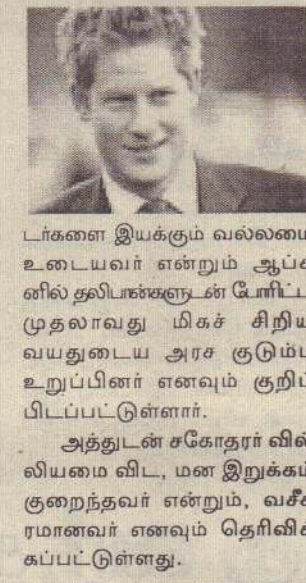 டர்களை இயக்கும் வல்லமை
உடையவர் என்றும் ஆப்க
னில் தலிபான்களுடன் போரிட்ட
முதலாவது மிகச் சிறிய
வயதுடைய அரச குடும்ப
உறுப்பினர் எனவும் குறிப்
பிடப்பட்டுள்ளார்.
அத்துடன் சகோதரர் வில்
லியமை விட, மன இறுக்கம்
குறைந்தவர் என்றும், வசீக
ரமானவர் எனவும் தெரிவிக்
கப்பட்டுள்ளது.